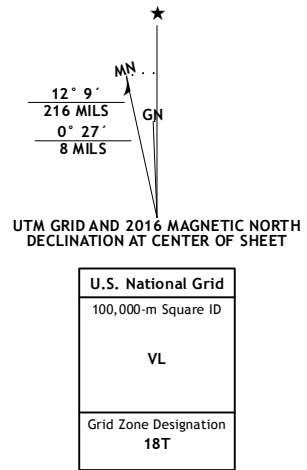 ★
MN
GN
12° 9´
216 MILS
0° 27´
8 MILS
UTM GRID AND 2016 MAGNETIC NORTH
DECLINATION AT CENTER OF SHEET
U.S. National Grid
100,000-m Square ID
VL
Grid Zone Designation
18T